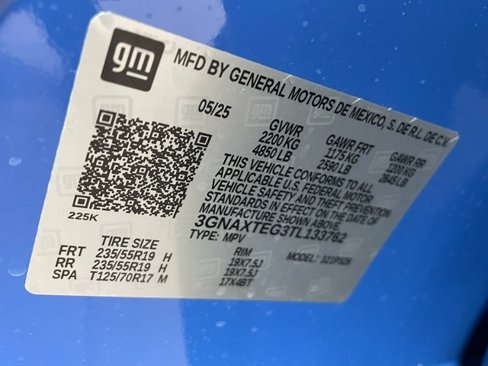 gm
MFD BY GENERAL MOTORS DE MEXICO, S. DE R.L. DE C.V.
05/25
GVWR GAWR FRT GAWR RR
2200 KG 1175 KG 1200 KG
4850 LB 2590 LB 2645 LB
THIS VEHICLE CONFORMS TO ALL
APPLICABLE U.S. FEDERAL MOTOR
VEHICLE SAFETY AND THEFT PREVENTION
STANDARDS IN EFFECT ON THE DATE OF
MANUFACTURE SHOWN ABOVE.
3GNAXTEG3TL133762
TYPE: MPV MODEL:
225K
TIRE SIZE RIM
FRT 235/55R19 H 19X7.5J
RR 235/55R19 H 19X7.5J
SPA T125/70R17 M 17X4BT